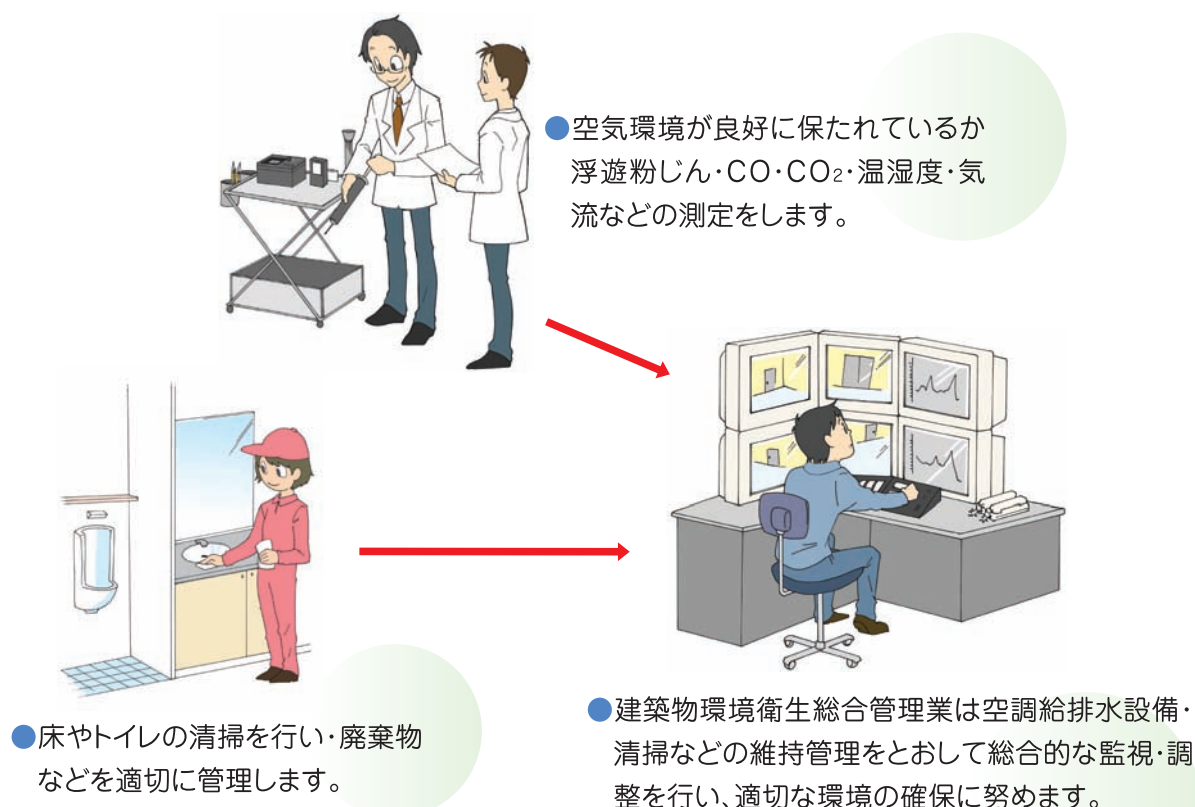 ●空気環境が良好に保たれているか
浮遊粉じん・CO・CO₂・温湿度・気
流などの測定をします。
●床やトイレの清掃を行い・廃棄物
などを適切に管理します。
●建築物環境衛生総合管理業は空調給排水設備・
清掃などの維持管理をとおして総合的な監視・調
整を行い、適切な環境の確保に努めます。